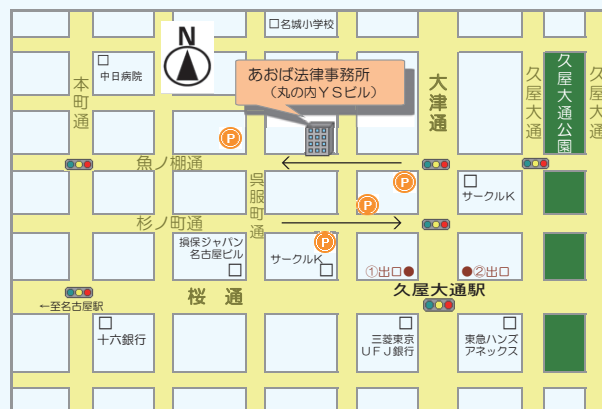 名城小学校
N
中日病院
あおば法律事務所
（丸の内ＹＳビル）
本町通
大津通
久屋大通
久屋大通公園
久屋大通
P
魚ノ棚通
呉服町通
P
P
サークルK
杉ノ町通
損保ジャパン
名古屋ビル
P
サークルK
①出口
②出口
久屋大通駅
桜 通
←至名古屋駅
十六銀行
三菱東京
ＵＦＪ銀行
東急ハンズ
アネックス